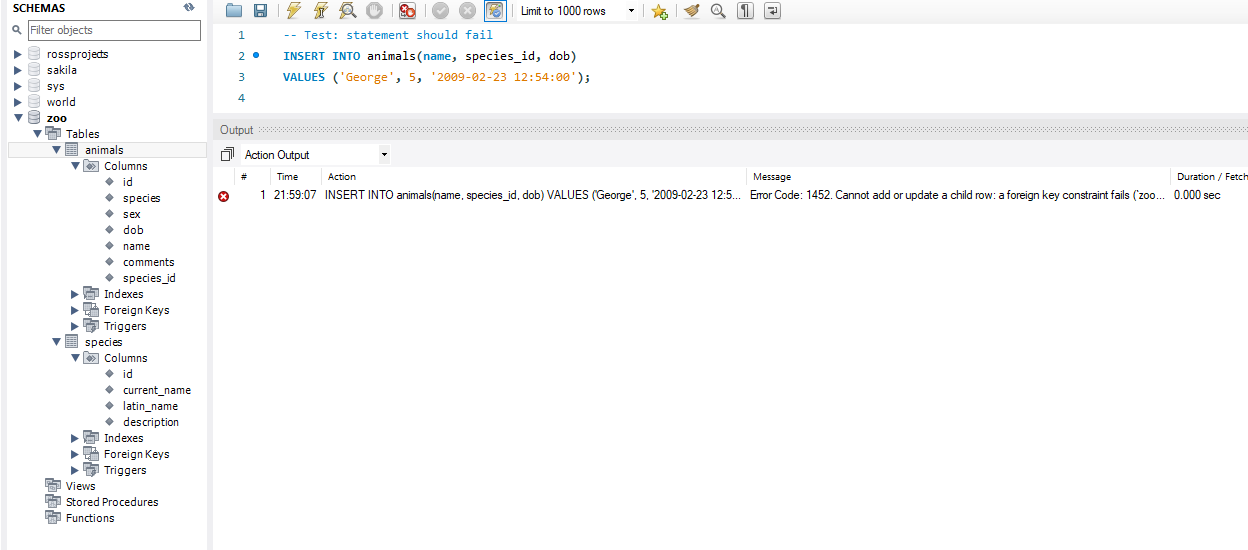 SCHEMAS
Filter objects
rossprojects
sakila
sys
world
zoo
Tables
animals
Columns
id
species
sex
dob
name
comments
species_id
Indexes
Foreign Keys
Triggers
species
Columns
id
current_name
latin_name
description
Indexes
Foreign Keys
Triggers
Views
Stored Procedures
Functions
Limit to 1000 rows
1 -- Test: statement should fail
2 INSERT INTO animals(name, species_id, dob)
3 VALUES ('George', 5, '2009-02-23 12:54:00');
4
Output
Action Output
# Time Action Message Duration / Fetch
1 21:59:07 INSERT INTO animals(name, species_id, dob) VALUES ('George', 5, '2009-02-23 12:5... Error Code: 1452. Cannot add or update a child row: a foreign key constraint fails (`zoo... 0.000 sec